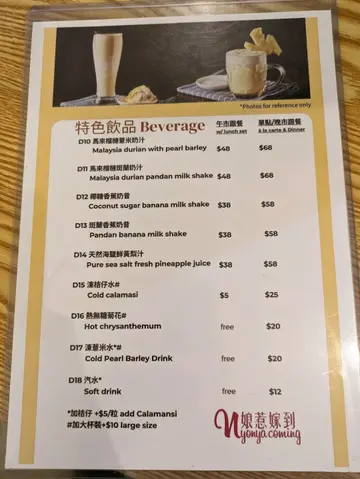 *Photos for reference only
特色飲品 Beverage 午市跟餐 單點/晚市跟餐
w/ lunch set à la carte & Dinner
D10 馬來榴槤薏米奶汁
Malaysia durian with pearl barley $48 $68
D11 馬來榴槤斑蘭奶汁
Malaysia durian pandan milk shake $48 $68
D12 椰糖香蕉奶昔
Coconut sugar banana milk shake $38 $58
D13 斑蘭香蕉奶昔
Pandan banana milk shake $38 $58
D14 天然海鹽鮮菠蘿汁
Pure sea salt fresh pineapple juice $38 $58
D15 凍桔仔水#
Cold calamasi $5 $25
D16 熱無糖菊花#
Hot chrysanthemum free $20
D17 凍薏米水*#
Cold Pearl Barley Drink free $20
D18 汽水*
Soft drink free $12
*加桔仔 +$5/粒 add Calamansi
#加大杯裝+$10 large size
娘惹嫁到
Nyonya coming